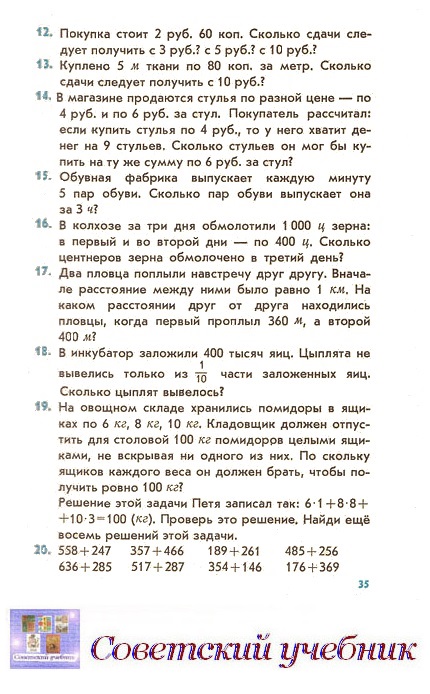 12. Покупка стоит 2 руб. 60 коп. Сколько сдачи сле-
дует получить с 3 руб.? с 5 руб.? с 10 руб.?
13. Куплено 5 м ткани по 80 коп. за метр. Сколько
сдачи следует получить с 10 руб.?
14. В магазине продаются стулья по разной цене — по
4 руб. и по 6 руб. за стул. Покупатель рассчитал:
если купить стулья по 4 руб., то у него хватит де-
нег на 9 стульев. Сколько стульев он мог бы ку-
пить на ту же сумму по 6 руб. за стул?
15. Обувная фабрика выпускает каждую минуту
5 пар обуви. Сколько пар обуви выпускает она
за 3 ч?
16. В колхозе за три дня обмолотили 1 000 ц зерна:
в первый и во второй дни — по 400 ц. Сколько
центнеров зерна обмолочено в третий день?
17. Два пловца поплыли навстречу друг другу. Внача-
ле расстояние между ними было равно 1 км. На
каком расстоянии друг от друга находились
пловцы, когда первый проплыл 360 м, а второй
400 м?
18. В инкубатор заложили 400 тысяч яиц. Цыплята не
вывелись только из 1/10 части заложенных яиц.
Сколько цыплят вывелось?
19. На овощном складе хранились помидоры в ящи-
ках по 6 кг, 8 кг, 10 кг. Кладовщик должен отпус-
тить для столовой 100 кг помидоров целыми ящи-
ками, не вскрывая ни одного из них. По скольку
ящиков каждого веса он должен брать, чтобы по-
лучить ровно 100 кг?
Решение этой задачи Петя записал так: 6·1+8·8+
+10·3=100 (кг). Проверь это решение. Найди ещё
восемь решений этой задачи.
20. 558+247 357+466 189+261 485+256
636+285 517+287 354+146 176+369
35
Советский учебник
Советский учебник